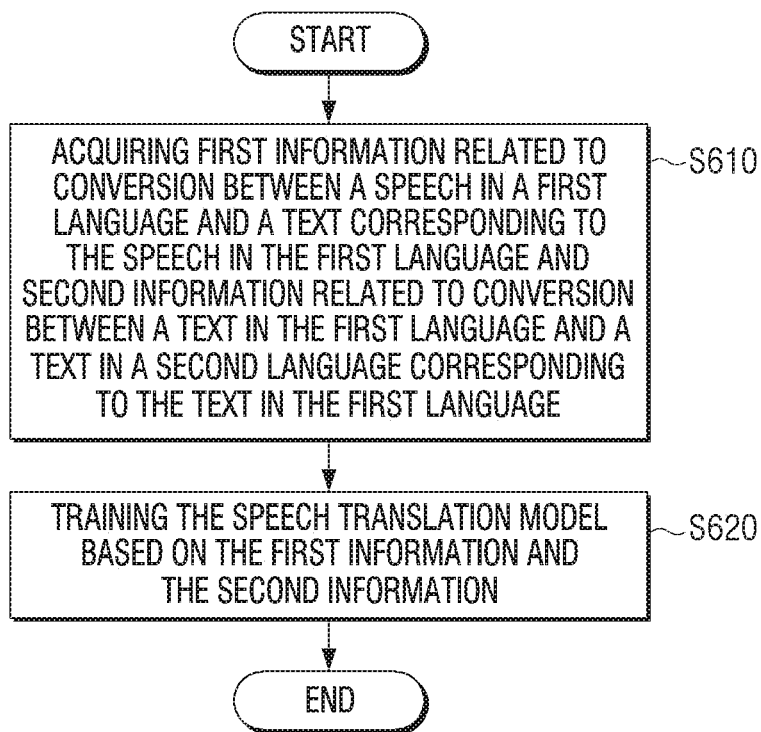 START
ACQUIRING FIRST INFORMATION RELATED TO
CONVERSION BETWEEN A SPEECH IN A FIRST
LANGUAGE AND A TEXT CORRESPONDING TO
THE SPEECH IN THE FIRST LANGUAGE AND
SECOND INFORMATION RELATED TO CONVERSION
BETWEEN A TEXT IN THE FIRST LANGUAGE AND A
TEXT IN A SECOND LANGUAGE CORRESPONDING
TO THE TEXT IN THE FIRST LANGUAGE
S610
TRAINING THE SPEECH TRANSLATION MODEL
BASED ON THE FIRST INFORMATION AND
THE SECOND INFORMATION
S620
END